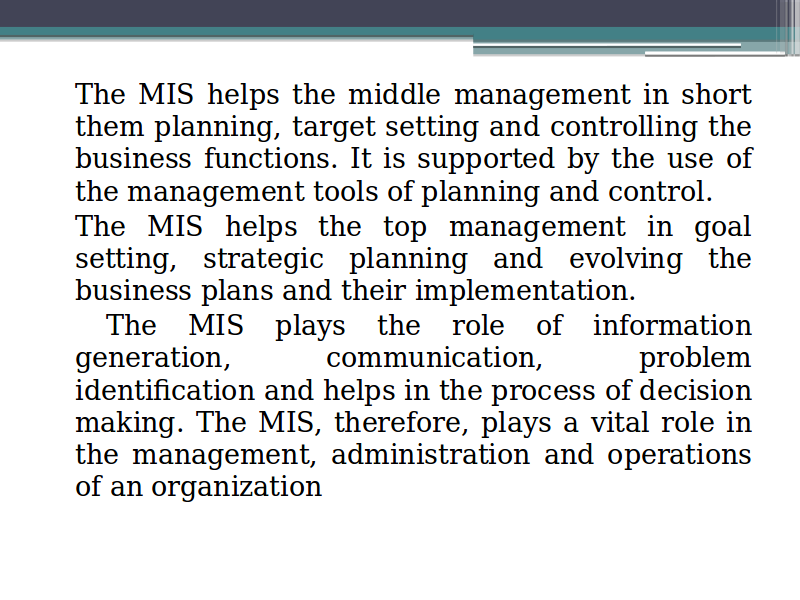 The MIS helps the middle management in short
them planning, target setting and controlling the
business functions. It is supported by the use of
the management tools of planning and control.
The MIS helps the top management in goal
setting, strategic planning and evolving the
business plans and their implementation.
The MIS plays the role of information
generation, communication, problem
identification and helps in the process of decision
making. The MIS, therefore, plays a vital role in
the management, administration and operations
of an organization